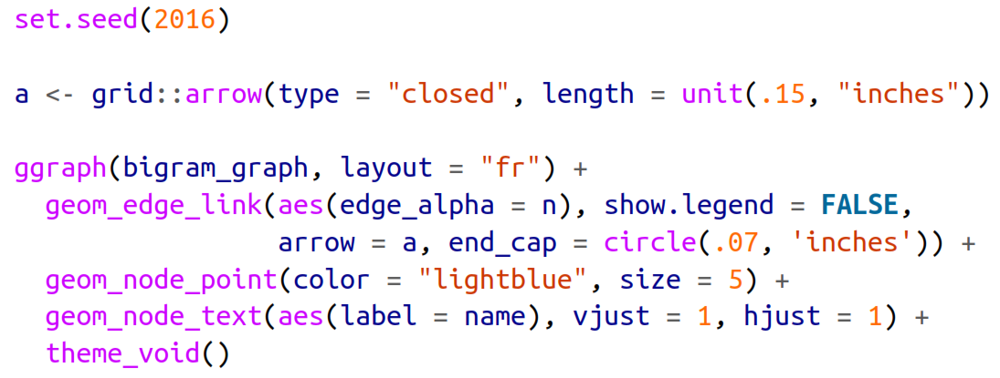 set.seed(2016)
a <- grid::arrow(type = "closed", length = unit(.15, "inches"))
ggraph(bigram_graph, layout = "fr") +
  geom_edge_link(aes(edge_alpha = n), show.legend = FALSE,
                 arrow = a, end_cap = circle(.07, 'inches')) +
  geom_node_point(color = "lightblue", size = 5) +
  geom_node_text(aes(label = name), vjust = 1, hjust = 1) +
  theme_void()